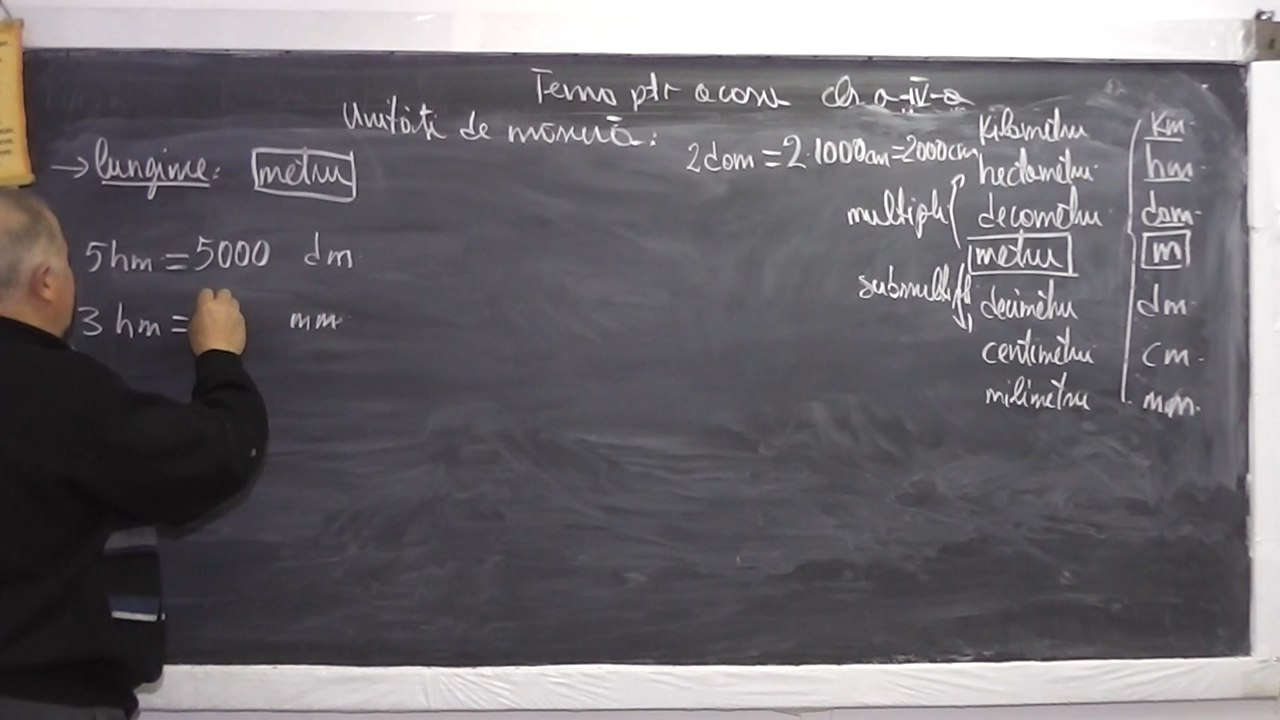 Temă ptr acasă cls a-IV-a
Unități de măsură:
→ lungime: metru
2dam = 2·1000cm = 2000cm
5hm = 5000 dm
3 hm = mm
multipli
submultipli
kilometru km
hectometru hm
decametru dam
metru m
decimetru dm
centimetru cm
milimetru mm